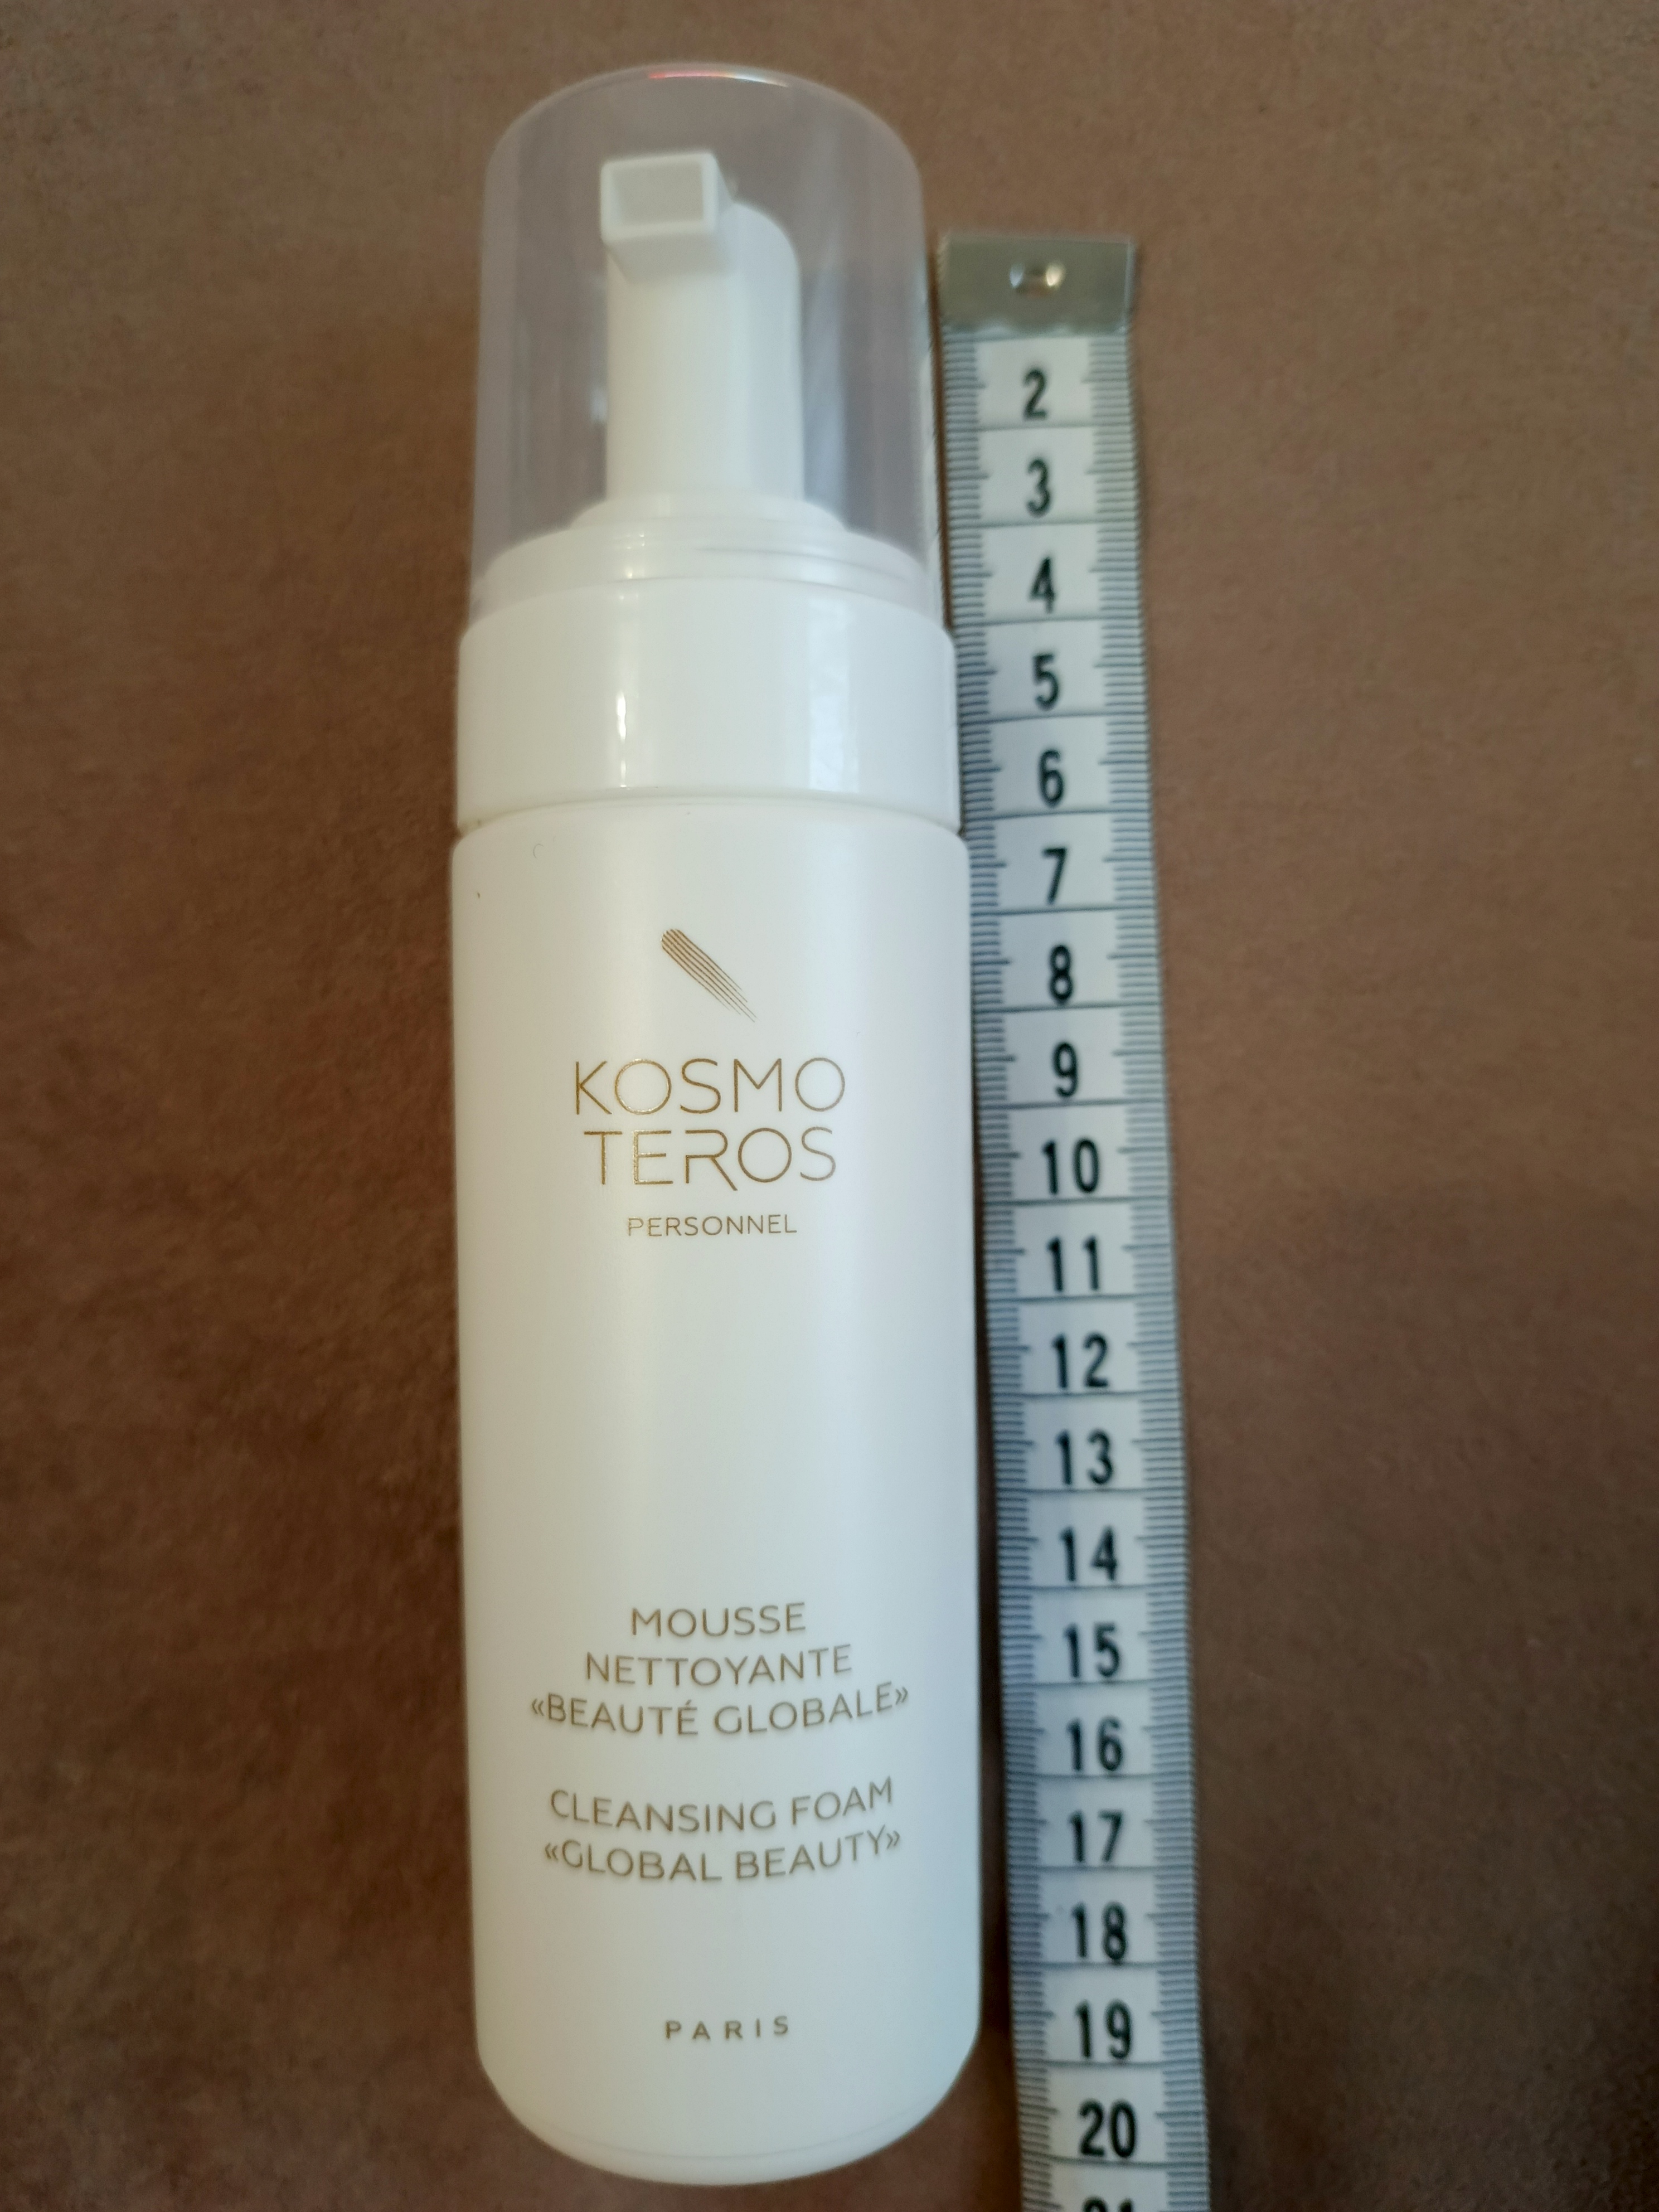 KOSMO
TEROS
PERSONNEL
MOUSSE
NETTOYANTE
«BEAUTÉ GLOBALE»
CLEANSING FOAM
«GLOBAL BEAUTY»
PARIS
2
3
4
5
6
7
8
9
10
11
12
13
14
15
16
17
18
19
20